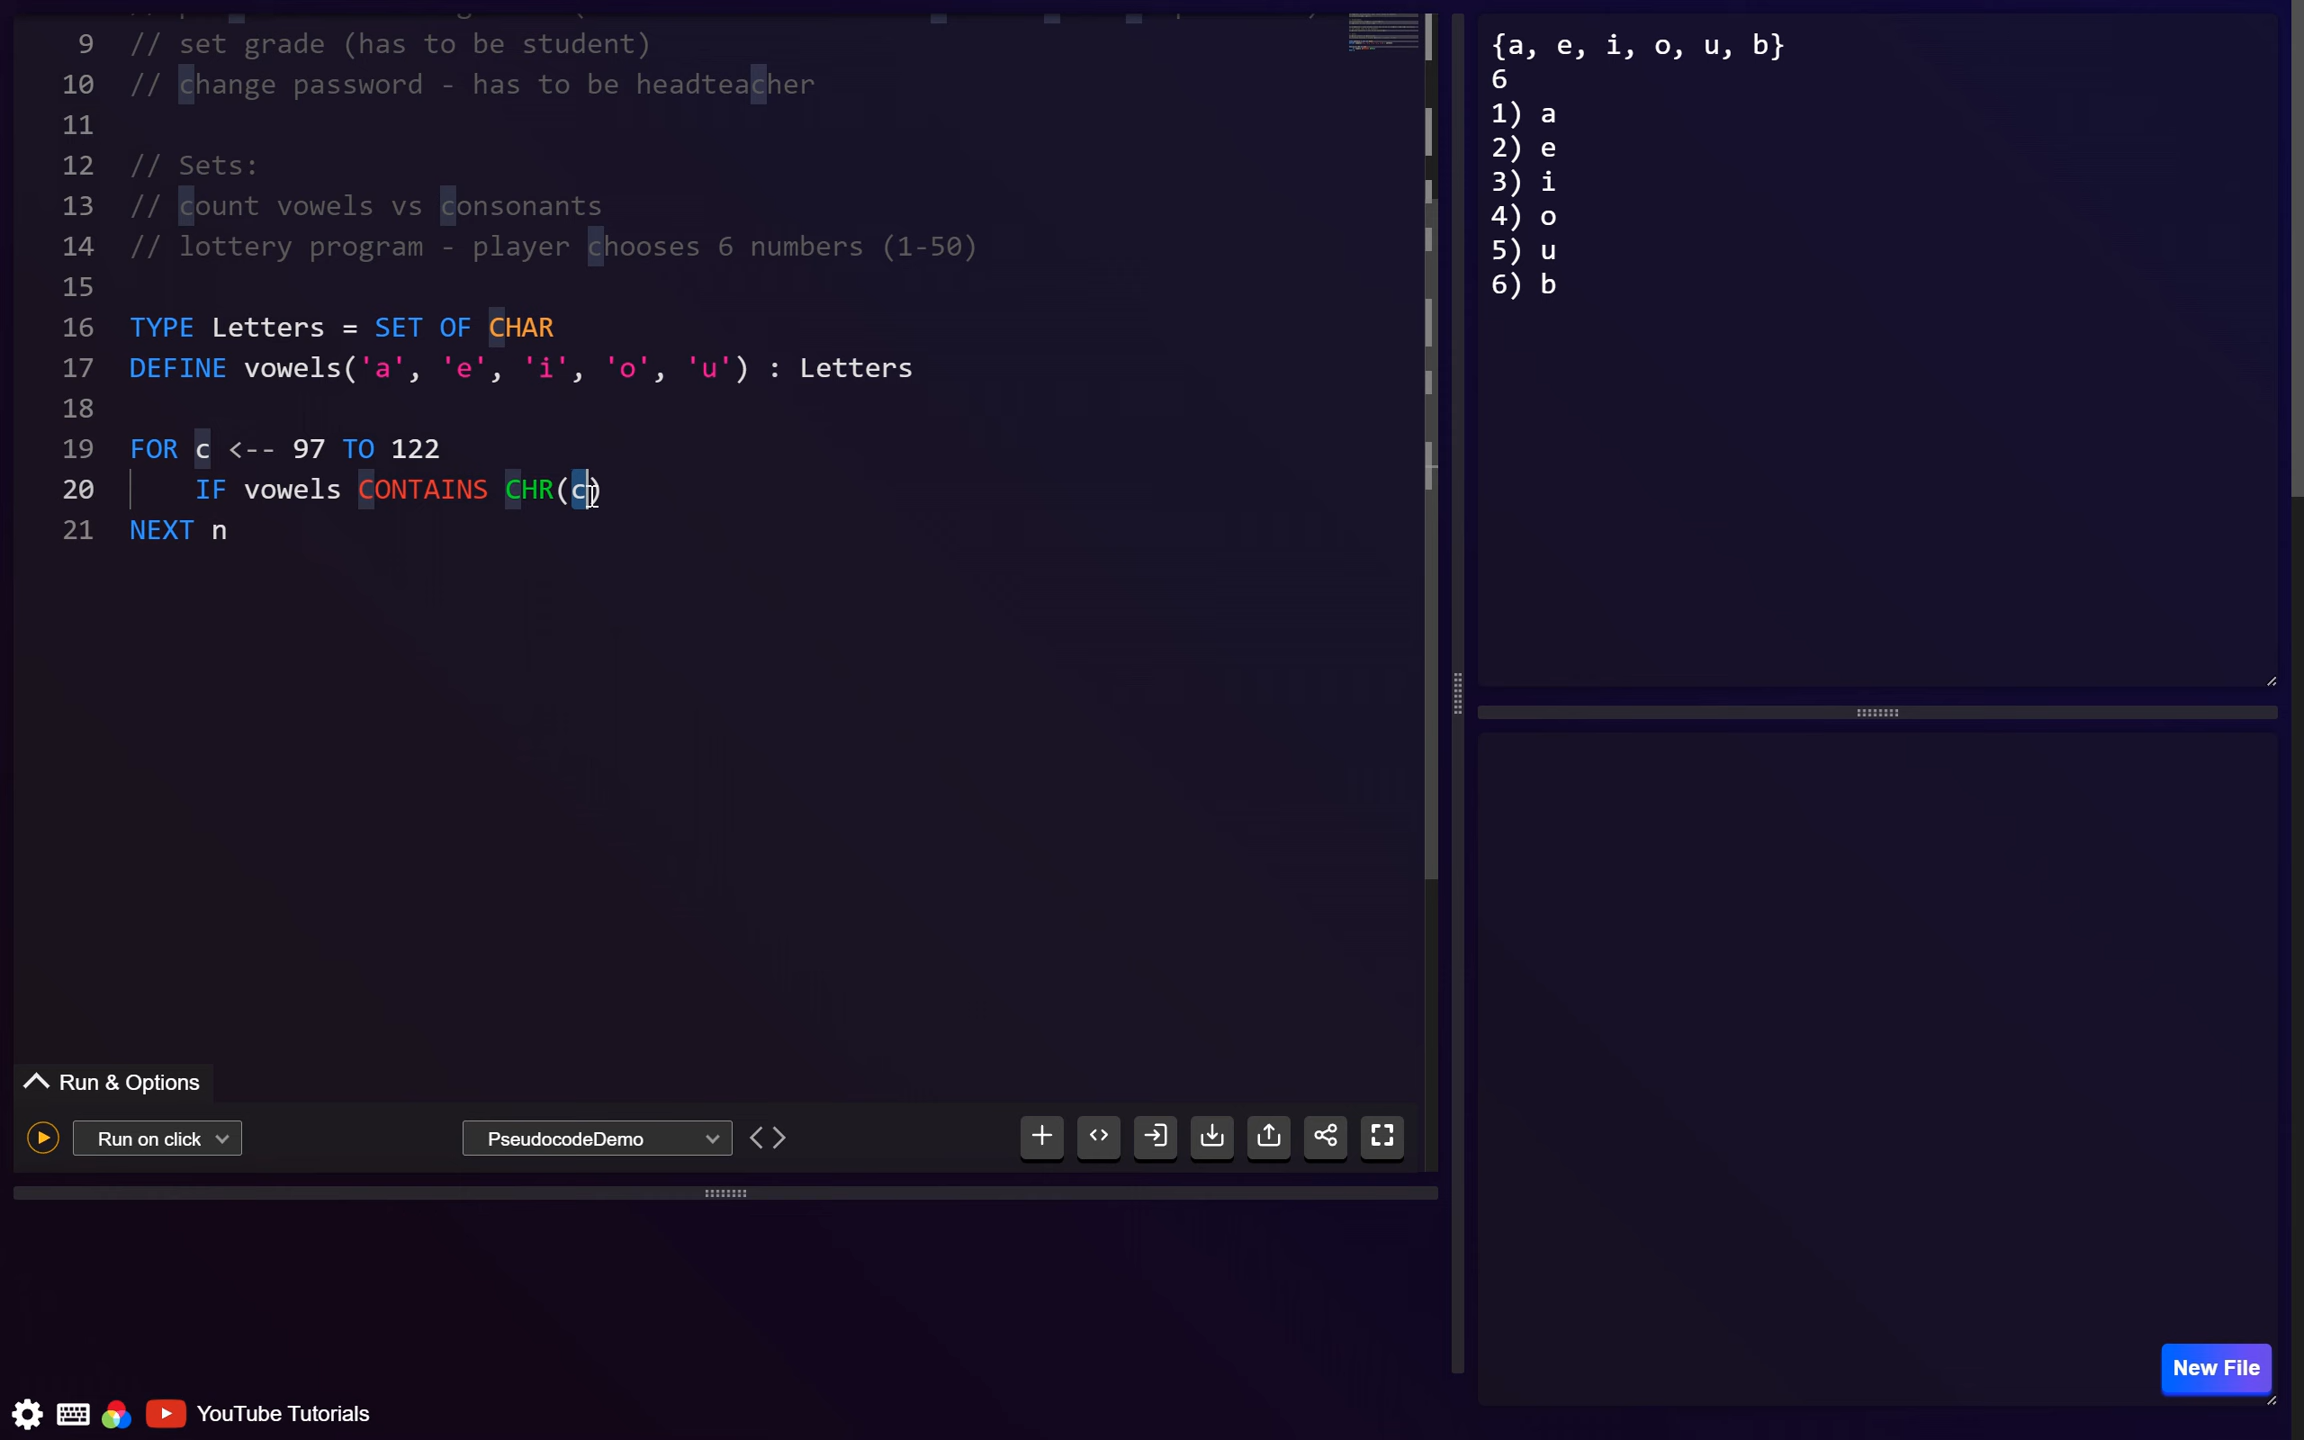 9 // set grade (has to be student)
10 // change password - has to be headteacher
11
12 // Sets:
13 // count vowels vs consonants
14 // lottery program - player chooses 6 numbers (1-50)
15
16 TYPE Letters = SET OF CHAR
17 DEFINE vowels('a', 'e', 'i', 'o', 'u') : Letters
18
19 FOR c <-- 97 TO 122
20 IF vowels CONTAINS CHR(c)
21 NEXT n
{a, e, i, o, u, b}
6
1) a
2) e
3) i
4) o
5) u
6) b
Run & Options
Run on click
PseudocodeDemo
New File
YouTube Tutorials